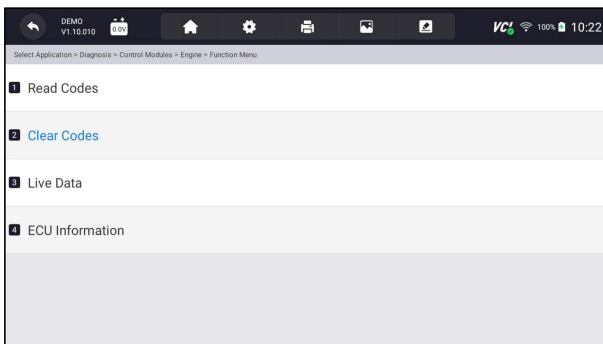 DEMO
V1.10.010
0.0V
VC!
100%
10:22
Select Application > Diagnosis > Control Modules > Engine > Function Menu
1 Read Codes
2 Clear Codes
3 Live Data
4 ECU Information